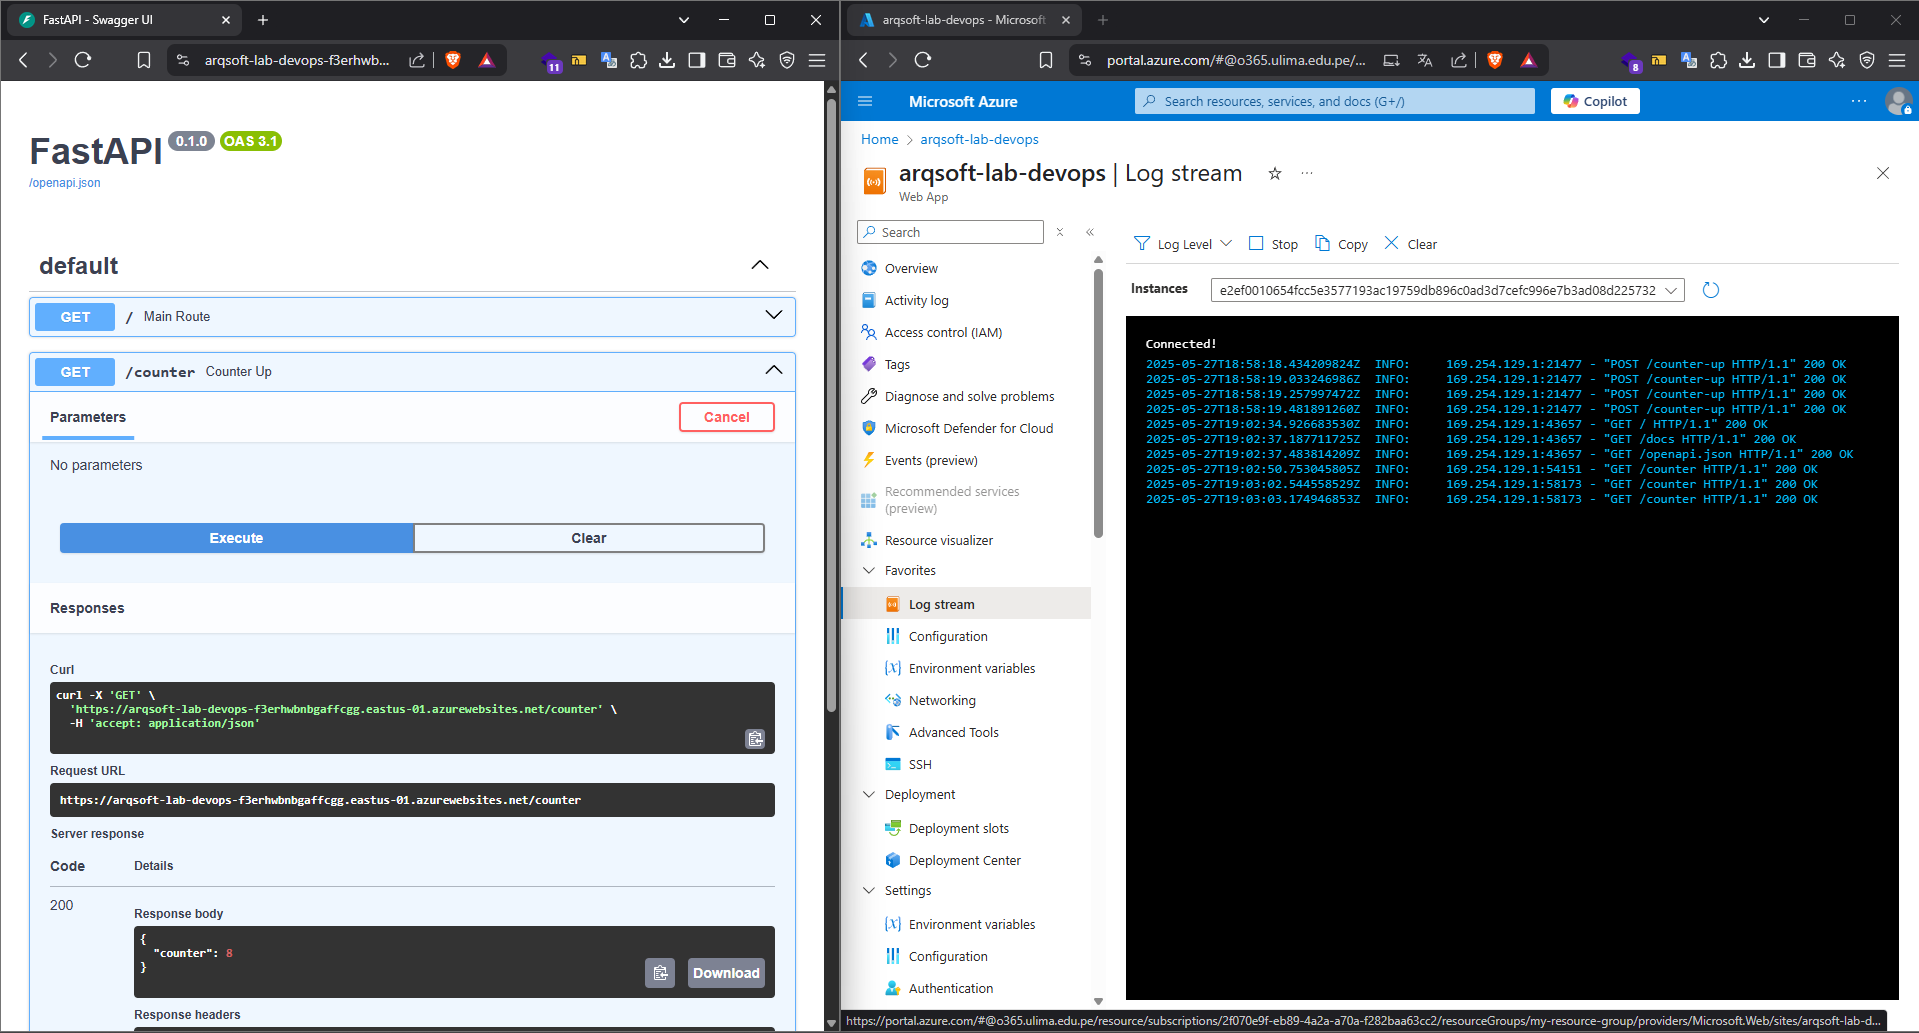 FastAPI - Swagger UI
arqsoft-lab-devops-f3erhwb...
11
FastAPI 0.1.0 OAS 3.1
/openapi.json
default
GET / Main Route
GET /counter Counter Up
Parameters
Cancel
No parameters
Execute
Clear
Responses
Curl
curl -X 'GET' \
'https://arqsoft-lab-devops-f3erhwbnbgaffcgg.eastus-01.azurewebsites.net/counter' \
-H 'accept: application/json'
Request URL
https://arqsoft-lab-devops-f3erhwbnbgaffcgg.eastus-01.azurewebsites.net/counter
Server response
Code Details
200
Response body
{
"counter": 8
}
Download
Response headers
arqsoft-lab-devops - Microsoft
portal.azure.com/#@o365.ulima.edu.pe/...
8
Microsoft Azure
Search resources, services, and docs (G+/)
Copilot
Home > arqsoft-lab-devops
arqsoft-lab-devops | Log stream
Web App
Search
Overview
Activity log
Access control (IAM)
Tags
Diagnose and solve problems
Microsoft Defender for Cloud
Events (preview)
Recommended services
(preview)
Resource visualizer
Favorites
Log stream
Configuration
Environment variables
Networking
Advanced Tools
SSH
Deployment
Deployment slots
Deployment Center
Settings
Environment variables
Configuration
Authentication
Log Level
Stop
Copy
Clear
Instances
e2ef0010654fcc5e3577193ac19759db896c0ad3d7cefc996e7b3ad08d225732
Connected!
2025-05-27T18:58:18.434209824Z INFO: 169.254.129.1:21477 - "POST /counter-up HTTP/1.1" 200 OK
2025-05-27T18:58:19.033246986Z INFO: 169.254.129.1:21477 - "POST /counter-up HTTP/1.1" 200 OK
2025-05-27T18:58:19.257997472Z INFO: 169.254.129.1:21477 - "POST /counter-up HTTP/1.1" 200 OK
2025-05-27T18:58:19.481891260Z INFO: 169.254.129.1:21477 - "POST /counter-up HTTP/1.1" 200 OK
2025-05-27T19:02:34.926683530Z INFO: 169.254.129.1:43657 - "GET / HTTP/1.1" 200 OK
2025-05-27T19:02:37.187711725Z INFO: 169.254.129.1:43657 - "GET /docs HTTP/1.1" 200 OK
2025-05-27T19:02:37.483814209Z INFO: 169.254.129.1:43657 - "GET /openapi.json HTTP/1.1" 200 OK
2025-05-27T19:02:50.753045805Z INFO: 169.254.129.1:54151 - "GET /counter HTTP/1.1" 200 OK
2025-05-27T19:03:02.544558529Z INFO: 169.254.129.1:58173 - "GET /counter HTTP/1.1" 200 OK
2025-05-27T19:03:03.174946853Z INFO: 169.254.129.1:58173 - "GET /counter HTTP/1.1" 200 OK
https://portal.azure.com/#@o365.ulima.edu.pe/resource/subscriptions/2f070e9f-eb89-4a2a-a70a-f282baa63cc2/resourceGroups/my-resource-group/providers/Microsoft.Web/sites/arqsoft-lab-d...